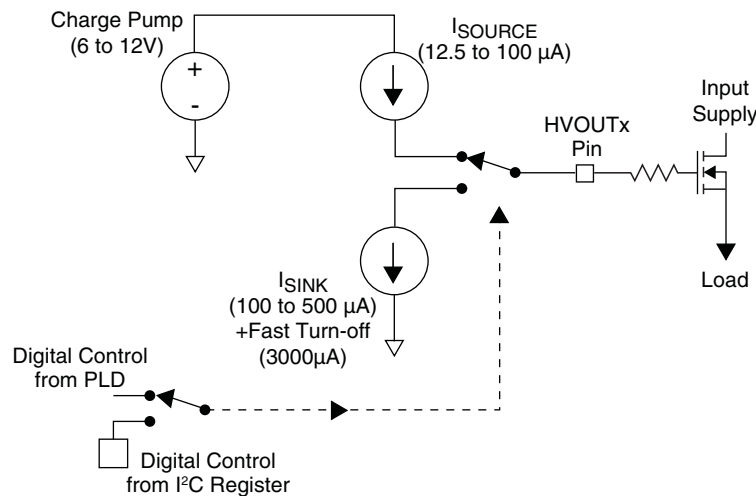 Charge Pump
(6 to 12V)
+
-
ISOURCE
(12.5 to 100 µA)
Input
Supply
HVOUTx
Pin
Load
ISINK
(100 to 500 µA)
+Fast Turn-off
(3000µA)
Digital Control
from PLD
Digital Control
from I²C Register